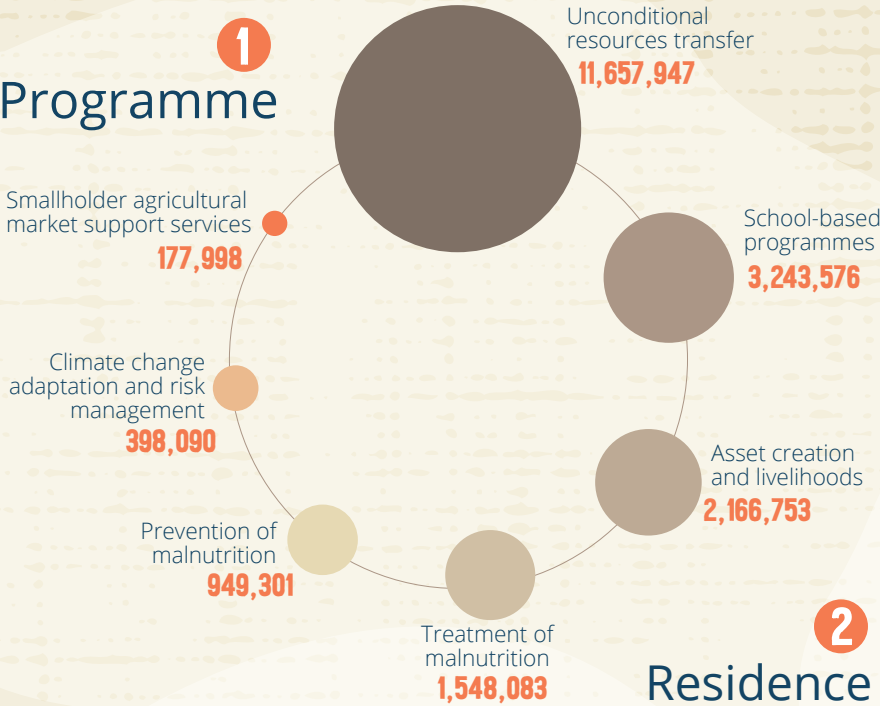 1
Programme
Unconditional
resources transfer
11,657,947
School-based
programmes
3,243,576
Asset creation
and livelihoods
2,166,753
Treatment of
malnutrition
1,548,083
Prevention of
malnutrition
949,301
Climate change
adaptation and risk
management
398,090
Smallholder agricultural
market support services
177,998
2
Residence